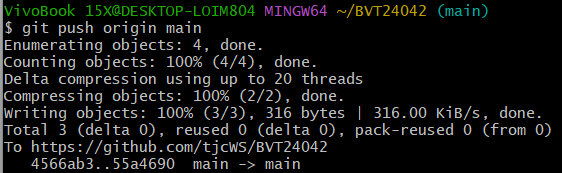 VivoBook 15X@DESKTOP-LOIM804 MINGW64 ~/BVT24042 (main)
$ git push origin main
Enumerating objects: 4, done.
Counting objects: 100% (4/4), done.
Delta compression using up to 20 threads
Compressing objects: 100% (2/2), done.
Writing objects: 100% (3/3), 316 bytes | 316.00 KiB/s, done.
Total 3 (delta 0), reused 0 (delta 0), pack-reused 0 (from 0)
To https://github.com/tjcWS/BVT24042
   4566ab3..55a4690  main -> main